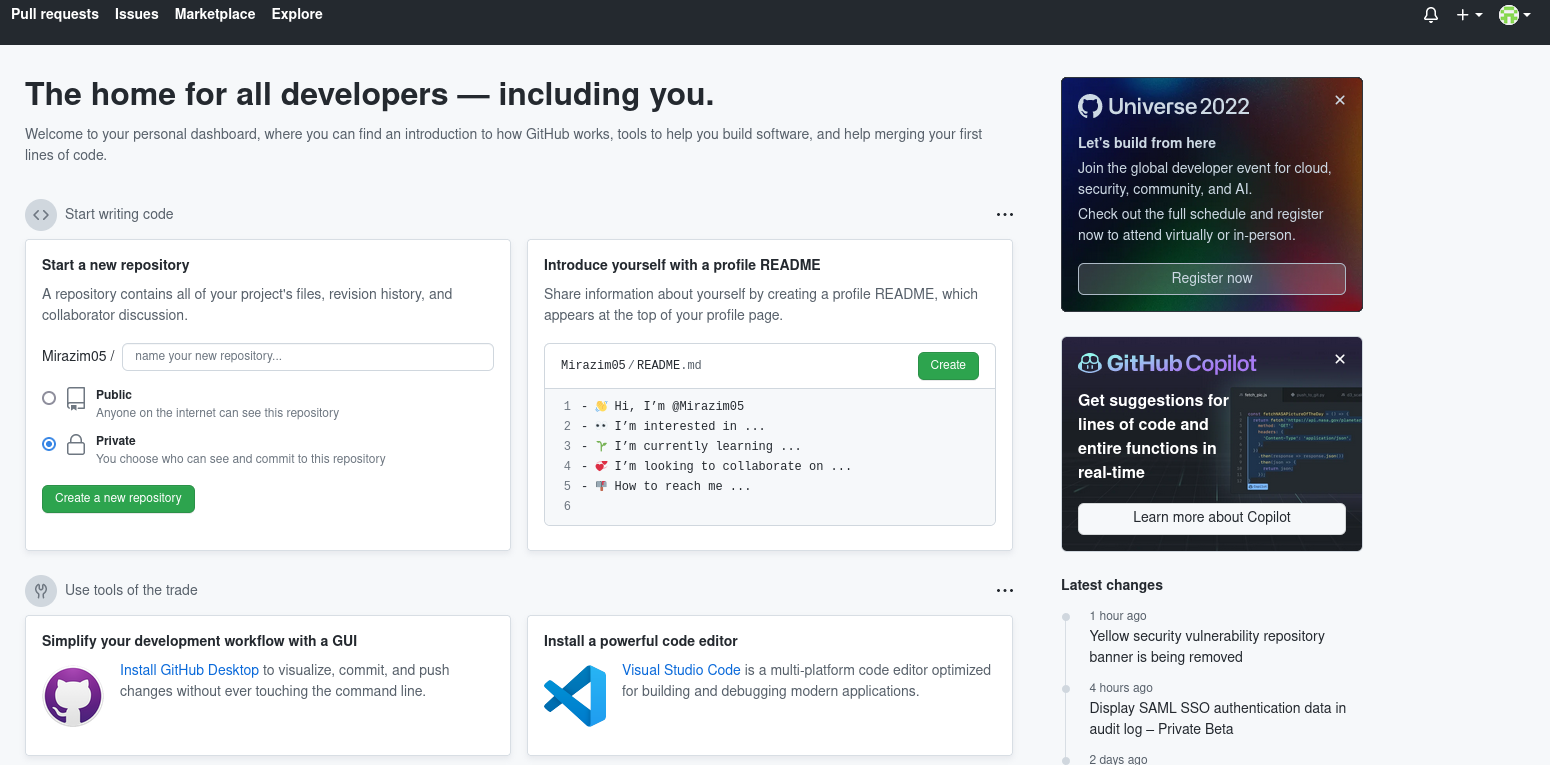 Pull requests Issues Marketplace Explore
The home for all developers — including you.
Welcome to your personal dashboard, where you can find an introduction to how GitHub works, tools to help you build software, and help merging your first
lines of code.
Start writing code
Start a new repository
A repository contains all of your project's files, revision history, and
collaborator discussion.
Mirazim05 / name your new repository...
Public
Anyone on the internet can see this repository
Private
You choose who can see and commit to this repository
Create a new repository
Introduce yourself with a profile README
Share information about yourself by creating a profile README, which
appears at the top of your profile page.
Mirazim05 / README.md Create
1 - 👋 Hi, I’m @Mirazim05
2 - 👀 I’m interested in ...
3 - 🌱 I’m currently learning ...
4 - 💞️ I’m looking to collaborate on ...
5 - 📫 How to reach me ...
6
Use tools of the trade
Simplify your development workflow with a GUI
Install GitHub Desktop to visualize, commit, and push
changes without ever touching the command line.
Install a powerful code editor
Visual Studio Code is a multi-platform code editor optimized
for building and debugging modern applications.
Universe 2022
Let's build from here
Join the global developer event for cloud,
security, community, and AI.
Check out the full schedule and register
now to attend virtually or in-person.
Register now
GitHub Copilot
Get suggestions for
lines of code and
entire functions in
real-time
Learn more about Copilot
Latest changes
1 hour ago
Yellow security vulnerability repository
banner is being removed
4 hours ago
Display SAML SSO authentication data in
audit log – Private Beta
2 days ago